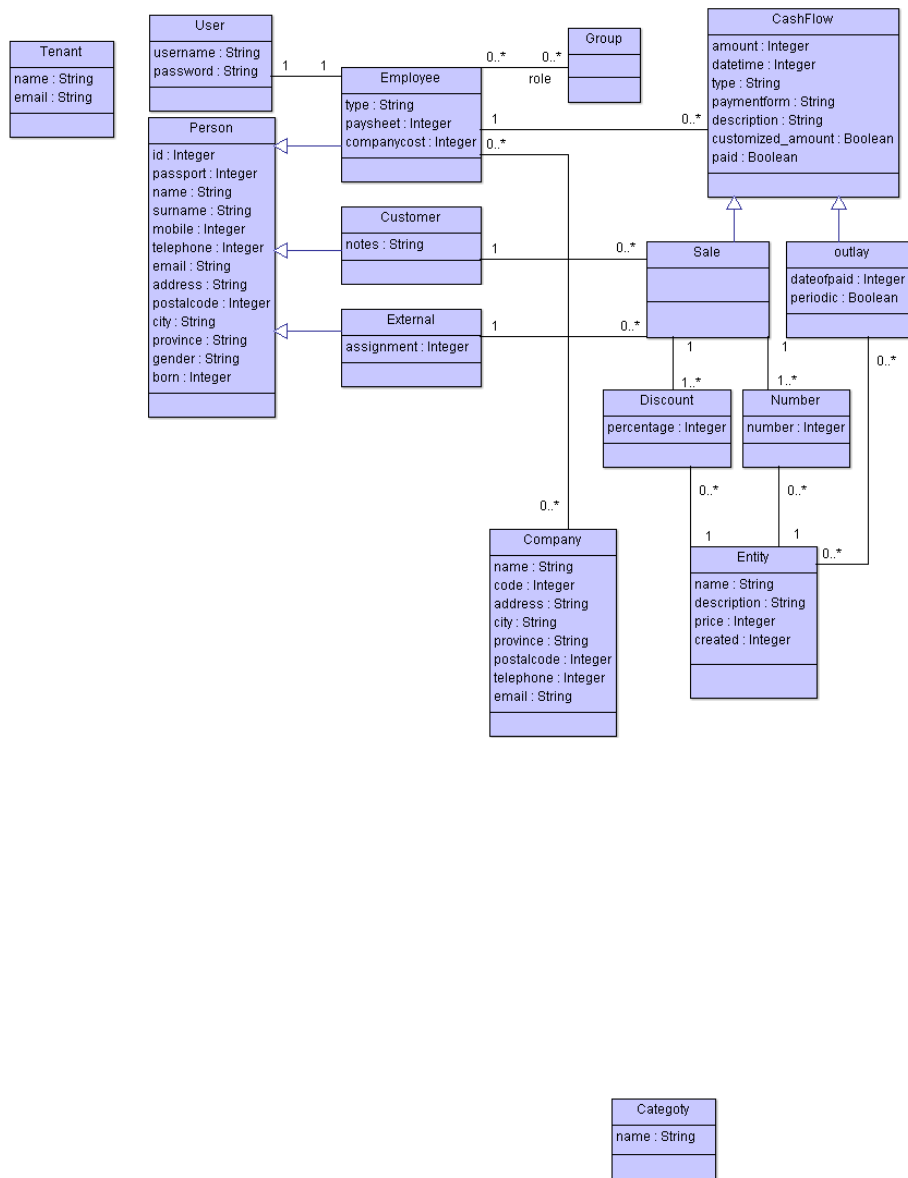 Tenant
name : String
email : String
User
username : String
password : String
1
1
Employee
type : String
paysheet : Integer
companycost : Integer
0..*
0..*
role
Group
1
0..*
0..*
CashFlow
amount : Integer
datetime : Integer
type : String
paymentform : String
description : String
customized_amount : Boolean
paid : Boolean
Person
id : Integer
passport : Integer
name : String
surname : String
mobile : Integer
telephone : Integer
email : String
address : String
postalcode : Integer
city : String
province : String
gender : String
born : Integer
Customer
notes : String
1
0..*
Sale
outlay
dateofpaid : Integer
periodic : Boolean
External
assignment : Integer
1
0..*
1
1
0..*
1..*
1..*
Discount
percentage : Integer
Number
number : Integer
0..*
0..*
0..*
1
1
0..*
Company
name : String
code : Integer
address : String
city : String
province : String
postalcode : Integer
telephone : Integer
email : String
Entity
name : String
description : String
price : Integer
created : Integer
Categoty
name : String